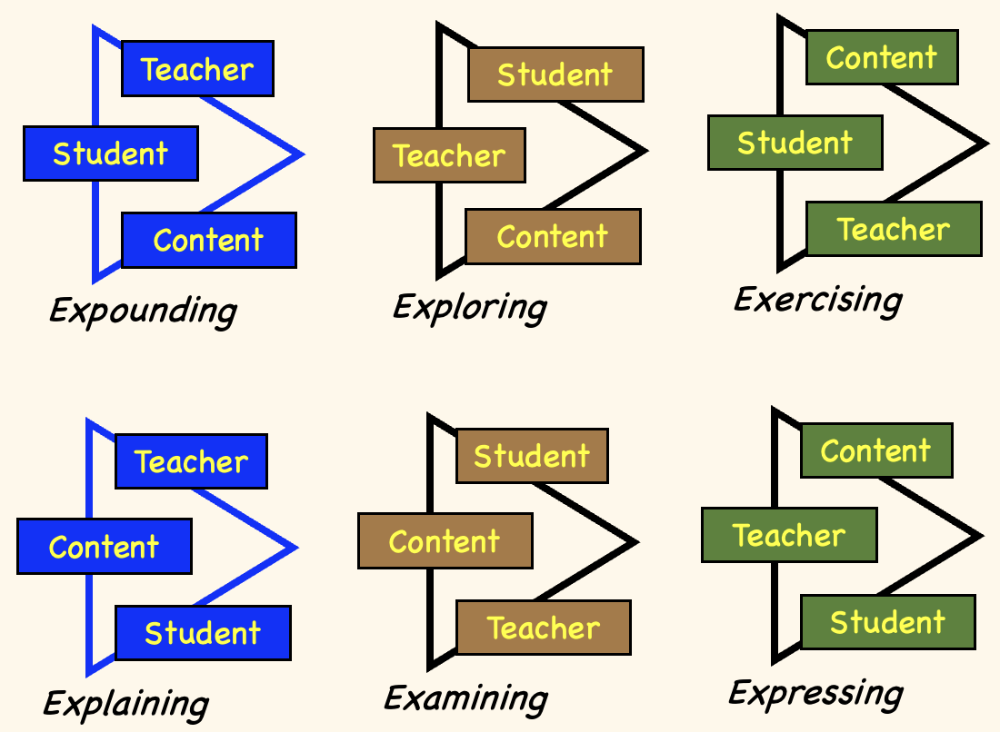 Teacher
Student
Content
Expounding
Student
Teacher
Content
Exploring
Content
Student
Teacher
Exercising
Teacher
Content
Student
Explaining
Student
Content
Teacher
Examining
Content
Teacher
Student
Expressing